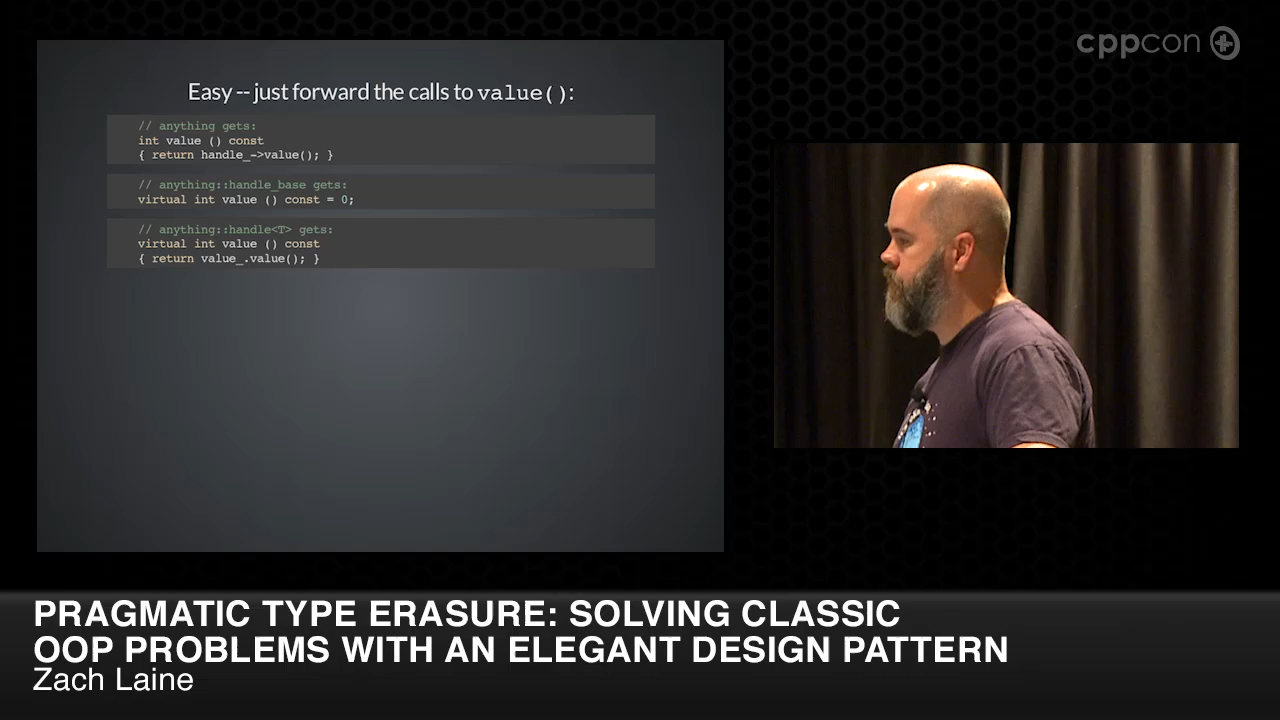 cppcon
Easy -- just forward the calls to value():
// anything gets:
int value () const
{ return handle_->value(); }
// anything::handle_base gets:
virtual int value () const = 0;
// anything::handle<T> gets:
virtual int value () const
{ return value_.value(); }
PRAGMATIC TYPE ERASURE: SOLVING CLASSIC
OOP PROBLEMS WITH AN ELEGANT DESIGN PATTERN
Zach Laine